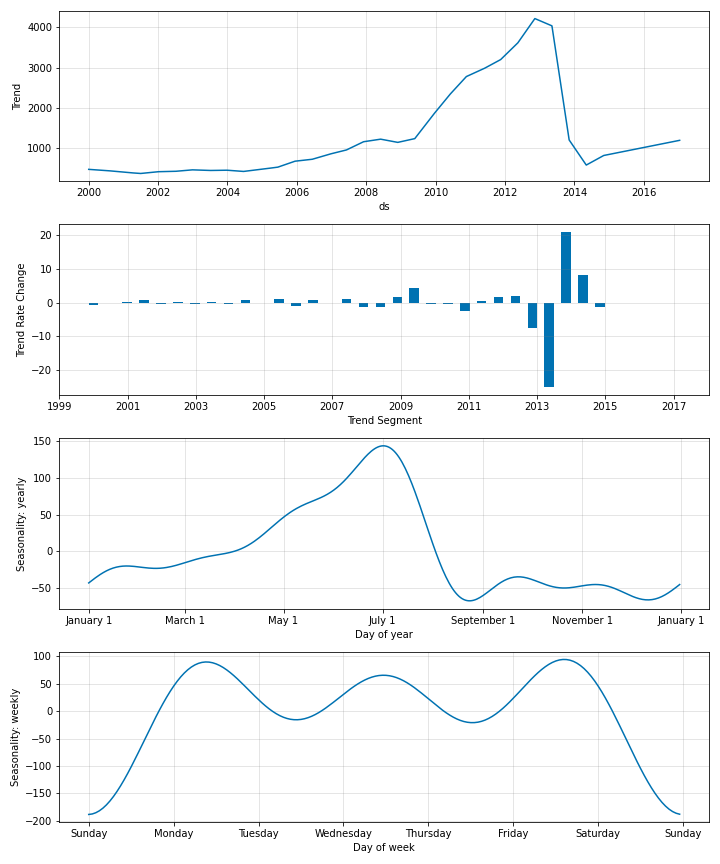 4000
3000
2000
1000
Trend
2000 2002 2004 2006 2008 2010 2012 2014 2016
ds
20
10
0
−10
−20
Trend Rate Change
1999 2001 2003 2005 2007 2009 2011 2013 2015 2017
Trend Segment
150
100
50
0
−50
Seasonality: yearly
January 1 March 1 May 1 July 1 September 1 November 1 January 1
Day of year
100
50
0
−50
−100
−150
−200
Seasonality: weekly
Sunday Monday Tuesday Wednesday Thursday Friday Saturday Sunday
Day of week